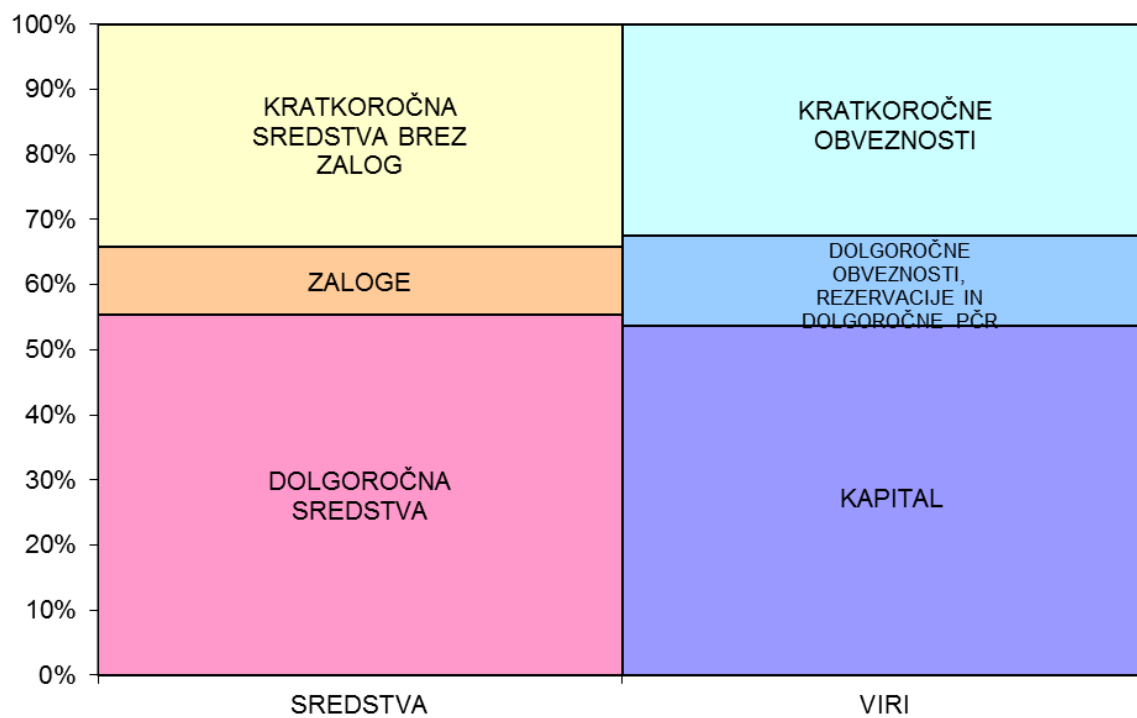 100%
90%
80%
70%
60%
50%
40%
30%
20%
10%
0%
KRATKOROČNA
SREDSTVA BREZ
ZALOG
ZALOGE
DOLGOROČNA
SREDSTVA
KRATKOROČNE
OBVEZNOSTI
DOLGOROČNE
OBVEZNOSTI,
REZERVACIJE IN
DOLGOROČNE PČR
KAPITAL
SREDSTVA
VIRI